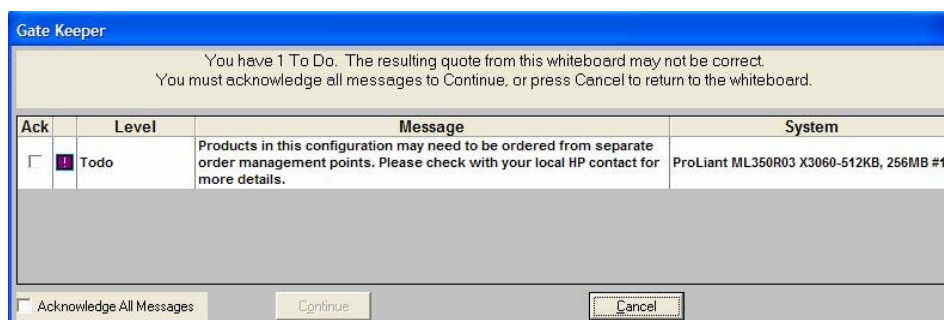 Gate Keeper
You have 1 To Do. The resulting quote from this whiteboard may not be correct.
You must acknowledge all messages to Continue, or press Cancel to return to the whiteboard.
Ack Level Message System
! Todo
Products in this configuration may need to be ordered from separate
order management points. Please check with your local HP contact for
more details.
ProLiant ML350R03 X3060-512KB, 256MB #1
Acknowledge All Messages Continue Cancel